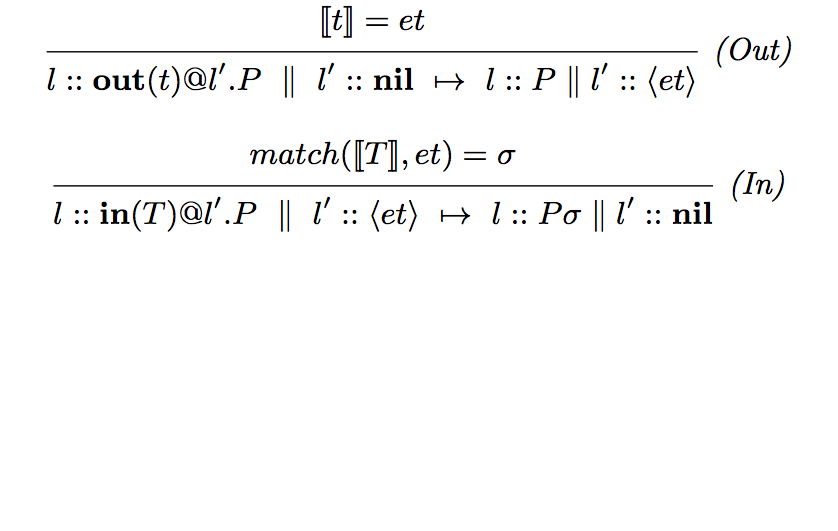 ⟦t⟧ = et
l :: out(t)@l′.P ∥ l′ :: nil ↦ l :: P ∥ l′ :: ⟨et⟩ (Out)
match(⟦T⟧, et) = σ
l :: in(T)@l′.P ∥ l′ :: ⟨et⟩ ↦ l :: Pσ ∥ l′ :: nil (In)